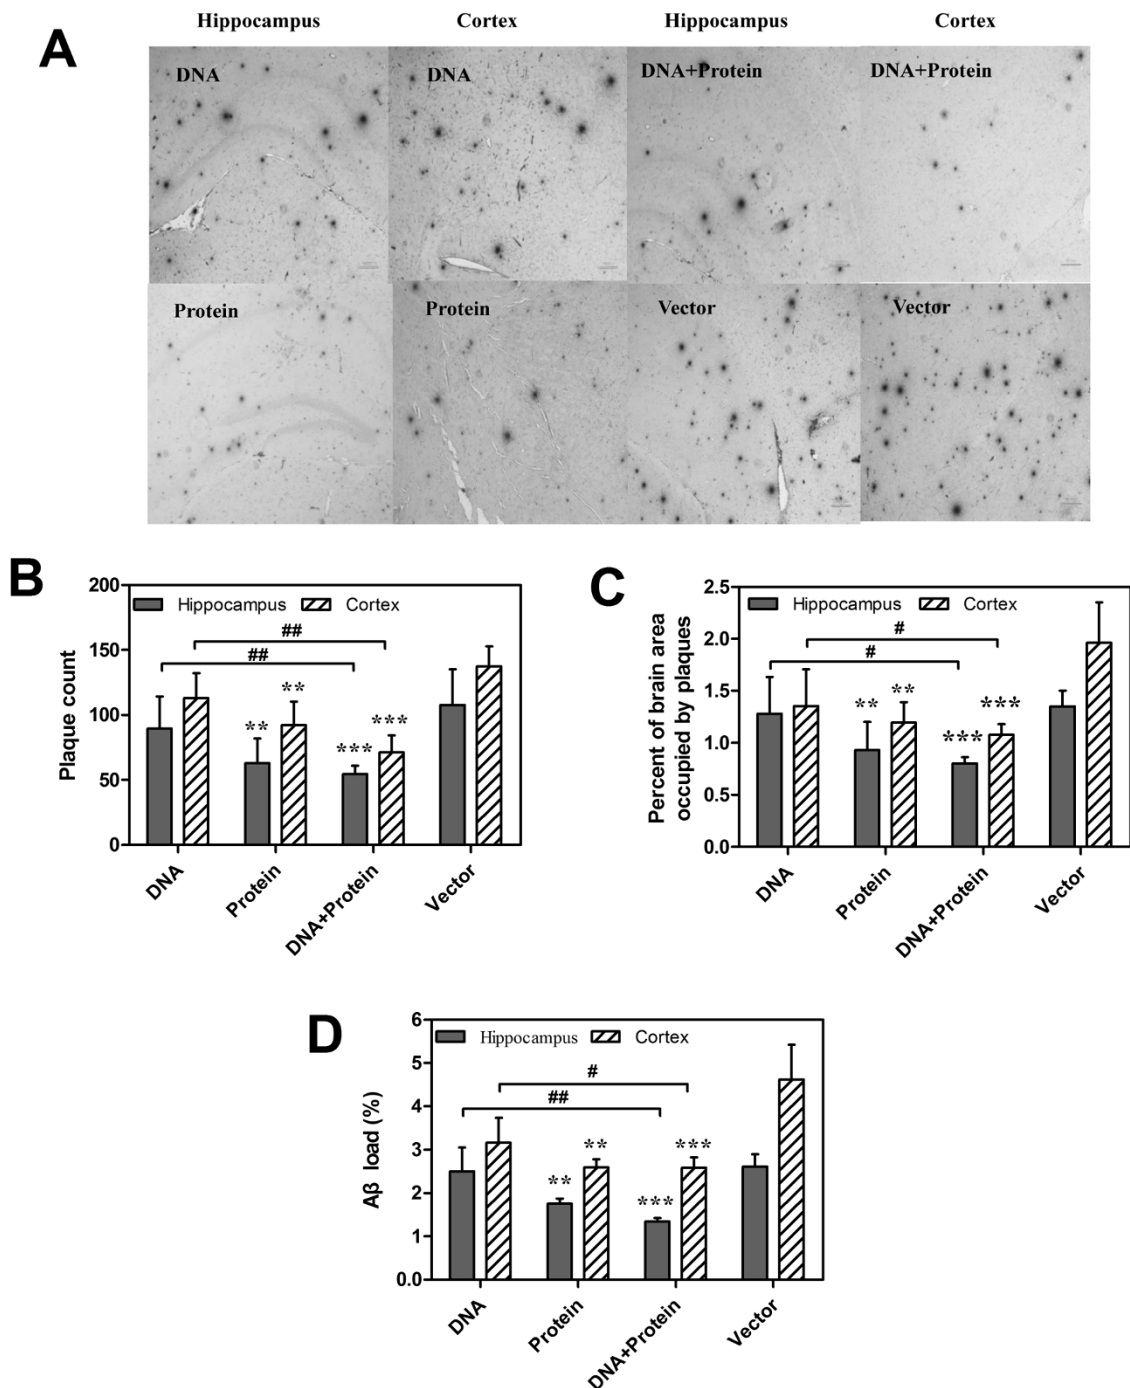 Hippocampus Cortex Hippocampus Cortex
A
DNA DNA DNA+Protein DNA+Protein
Protein Protein Vector Vector
B
Plaque count
200
150
100
50
0
Hippocampus Cortex
##
##
** ** *** ***
DNA Protein DNA+Protein Vector
C
Percent of brain area
occupied by plaques
2.5
2.0
1.5
1.0
0.5
0.0
Hippocampus Cortex
#
#
** ** *** ***
DNA Protein DNA+Protein Vector
D
Aβ load (%)
6
5
4
3
2
1
0.0
Hippocampus Cortex
#
##
** ** *** ***
DNA Protein DNA+Protein Vector